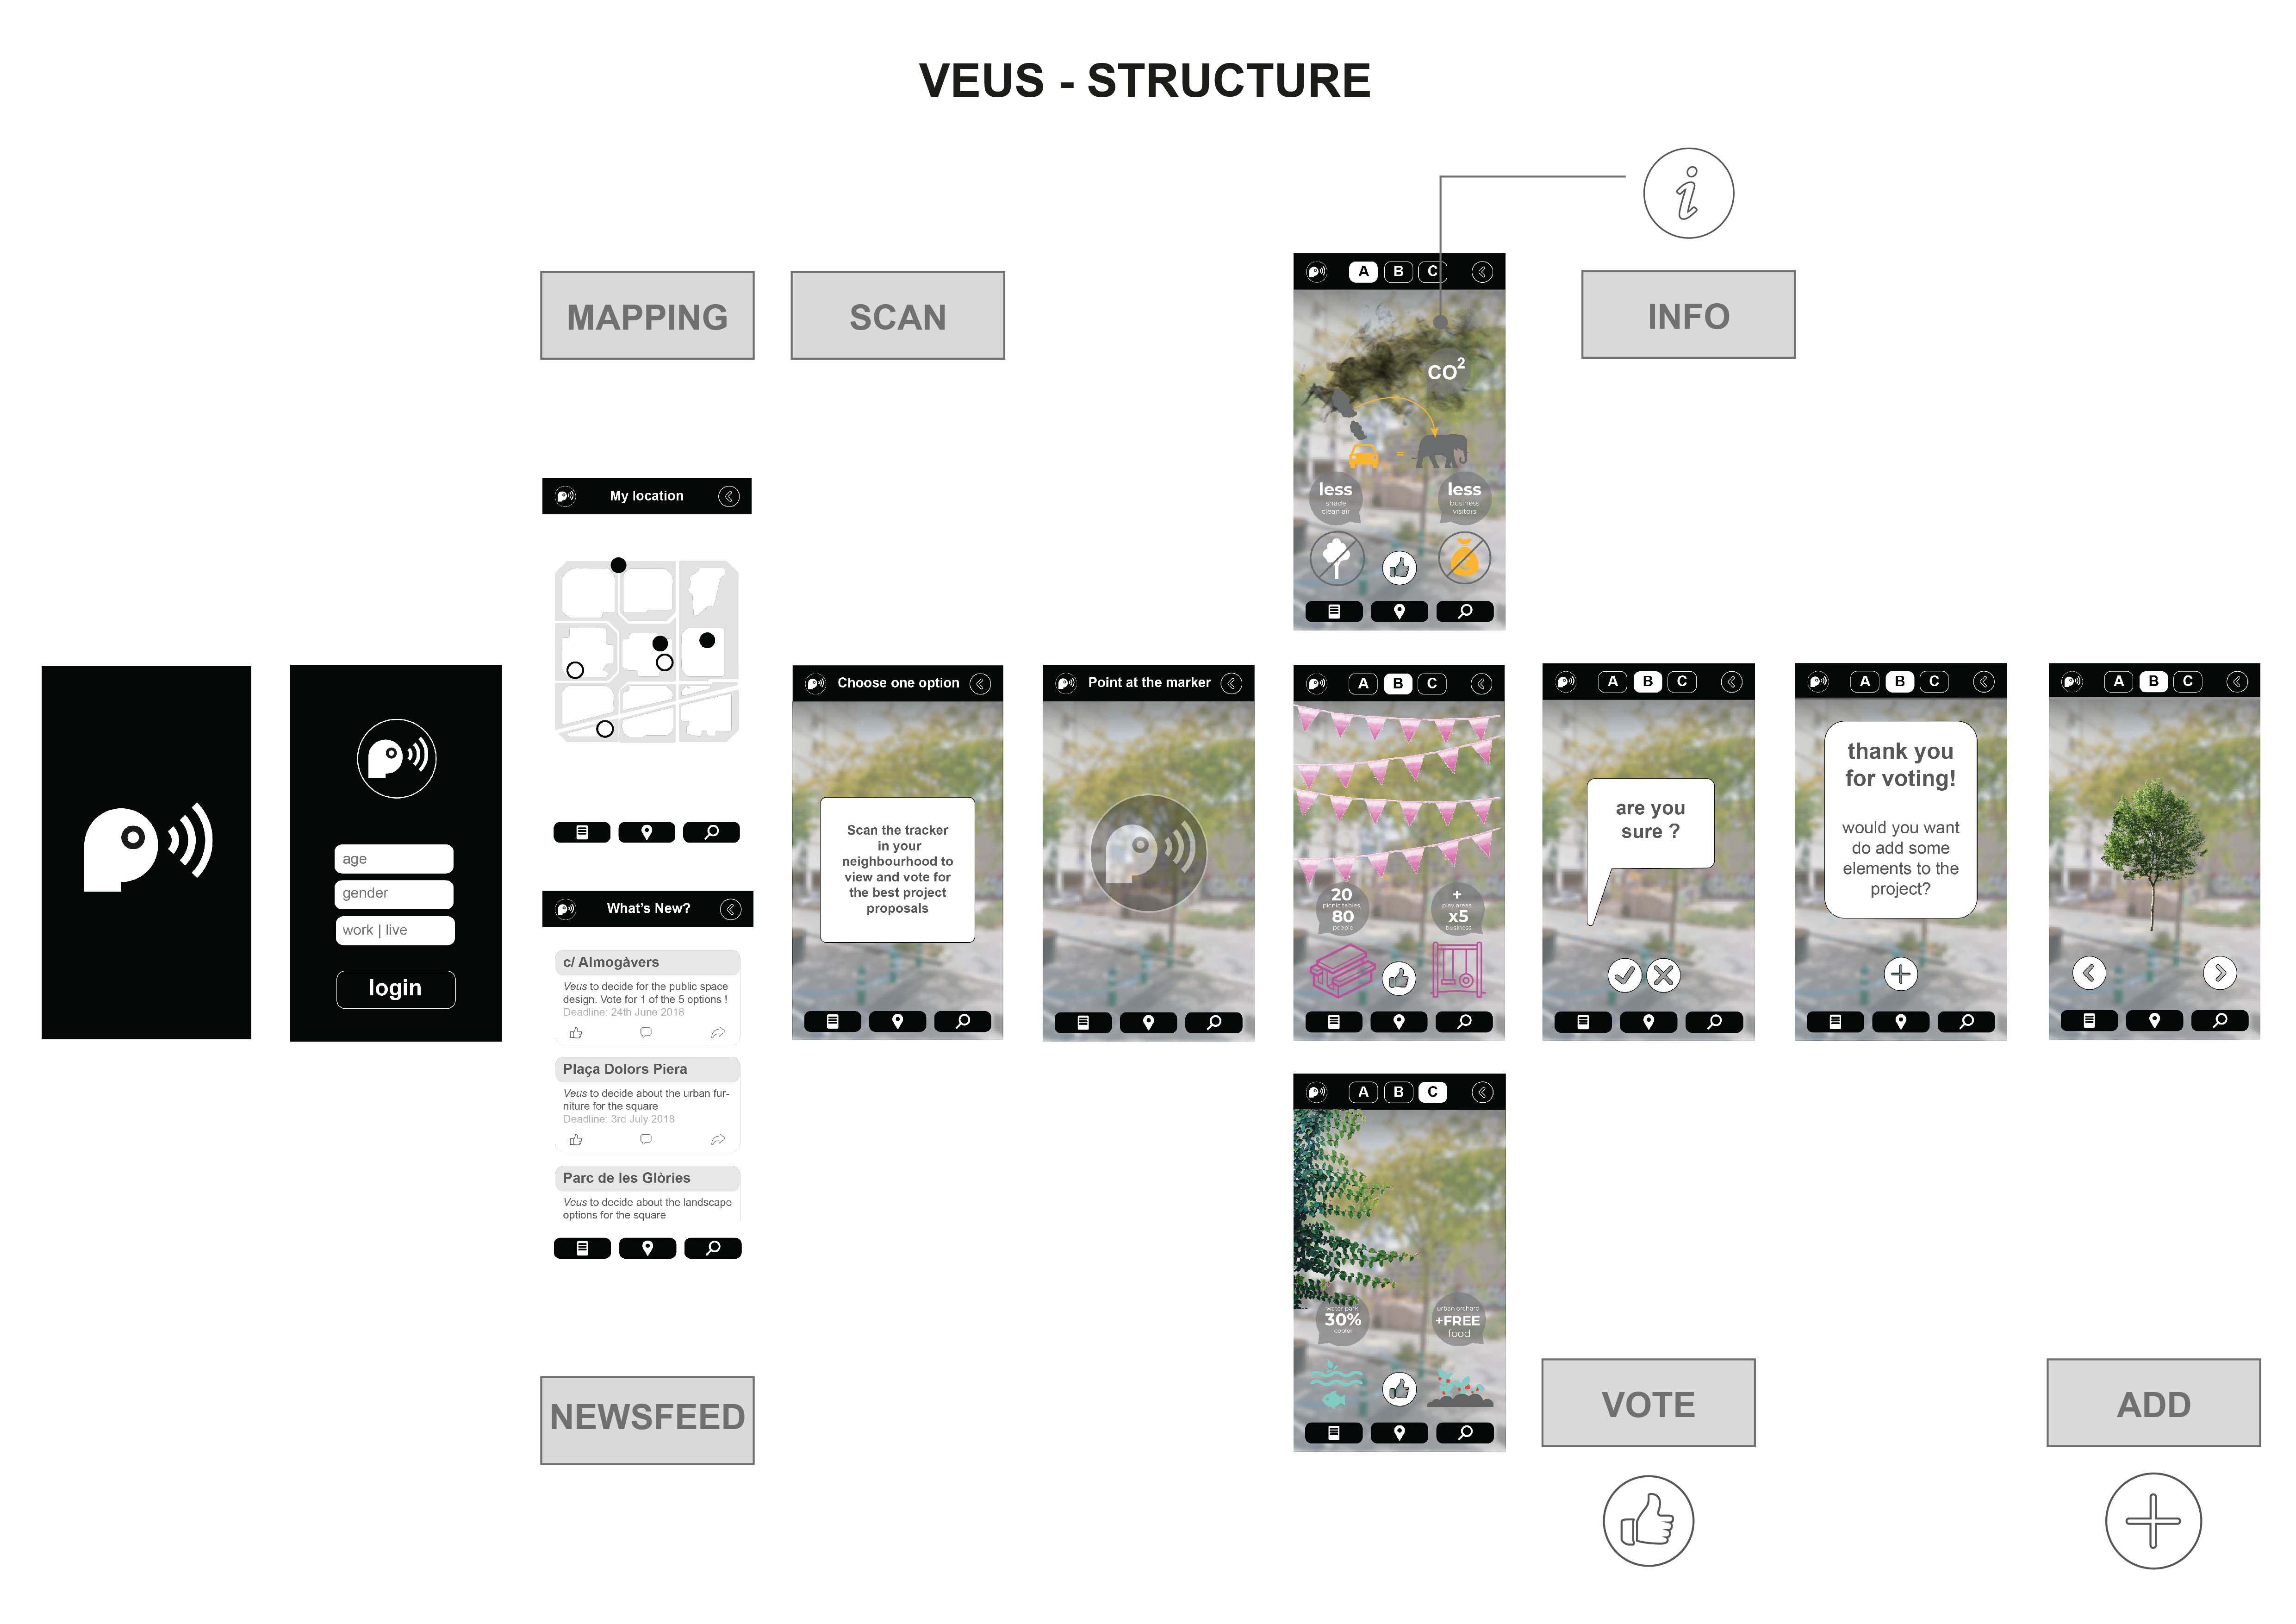 VEUS - STRUCTURE
MAPPING
SCAN
INFO
A B C
CO²
=
less
shade
clean air
less
business
visitors
age
gender
work | live
login
My location
What's New?
c/ Almogàvers
Veus to decide for the public space
design. Vote for 1 of the 5 options !
Deadline: 24th June 2018
Plaça Dolors Piera
Veus to decide about the urban fur-
niture for the square
Deadline: 3rd July 2018
Parc de les Glòries
Veus to decide about the landscape
options for the square
Choose one option
Scan the tracker
in your
neighbourhood to
view and vote for
the best project
proposals
Point at the marker
A B C
20
picnic tables,
80
people
+
play areas
x5
business
A B C
are you
sure ?
A B C
thank you
for voting!
would you want
do add some
elements to the
project?
A B C
A B C
water park
30%
cooler
urban orchard
+FREE
food
NEWSFEED
VOTE
ADD